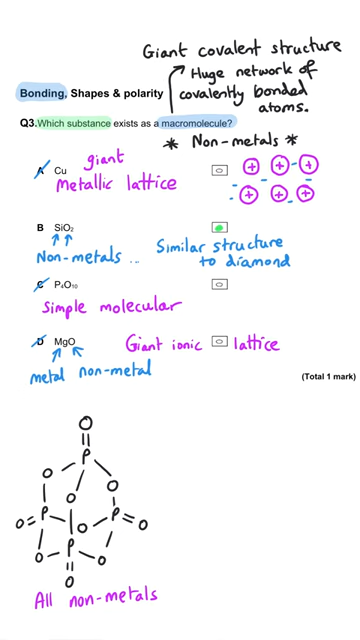 Giant covalent structure
Huge network of
covalently bonded
atoms.
Bonding, Shapes & polarity
Q3.Which substance exists as a macromolecule?
* Non-metals *
A Cu giant
Metallic lattice
+ + +
+ + +
B SiO₂
Non-metals ...
Similar structure
to diamond
C P₄O₁₀
Simple molecular
D MgO
Giant ionic lattice
metal non-metal
(Total 1 mark)
O
P
O O
O
O=P P=O
O
P
O O
O
All non-metals